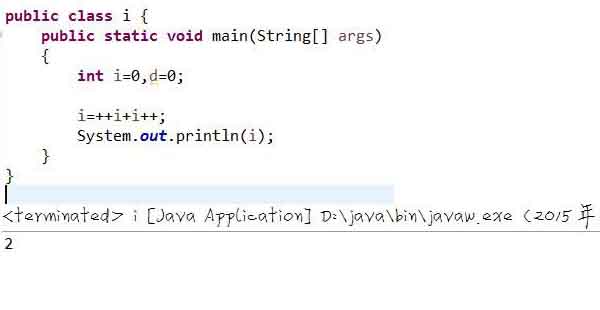 public class i {
    public static void main(String[] args)
    {
        int i=0,d=0;
        i=++i+i++;
        System.out.println(i);
    }
}
<terminated> i [Java Application] D:\java\bin\javaw.exe (2015 年
2